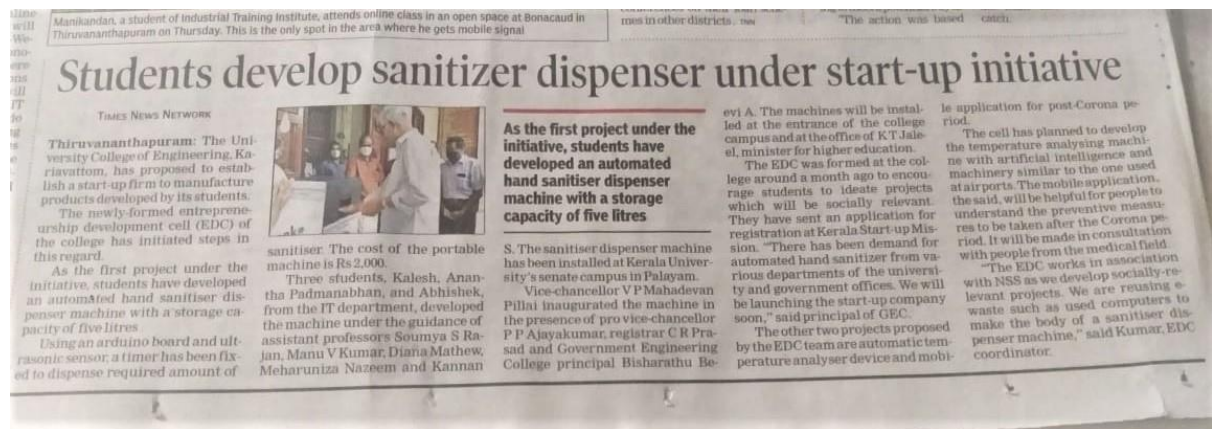 Manikandan, a student of Industrial Training Institute, attends online class in an open space at Bonacaud in
Thiruvananthapuram on Thursday. This is the only spot in the area where he gets mobile signal
mes in other districts. TNN
"The action was based
catch.
Students develop sanitizer dispenser under start-up initiative
TIMES NEWS NETWORK
Thiruvananthapuram: The Uni-
versity College of Engineering, Ka-
riavattom, has proposed to estab-
lish a start-up firm to manufacture
products developed by its students.
The newly-formed entreprene-
urship development cell (EDC) of
the college has initiated steps in
this regard.
As the first project under the
initiative, students have developed
an automated hand sanitiser dis-
penser machine with a storage ca-
pacity of five litres
Using an arduino board and ult-
rasonic sensor, a timer has been fix-
ed to dispense required amount of
sanitiser. The cost of the portable
machine is Rs 2,000.
Three students, Kalesh, Anan-
tha Padmanabhan, and Abhishek,
from the IT department, developed
the machine under the guidance of
assistant professors Soumya S Ra-
jan, Manu V Kumar, Diana Mathew,
Meharuniza Nazeem and Kannan
As the first project under the
initiative, students have
developed an automated
hand sanitiser dispenser
machine with a storage
capacity of five litres
S. The sanitiser dispenser machine
has been installed at Kerala Univer-
sity's senate campus in Palayam.
Vice-chancellor V P Mahadevan
Pillai inaugurated the machine in
the presence of pro vice-chancellor
P P Ajayakumar, registrar C R Pra-
sad and Government Engineering
College principal Bisharathu Be-
evi A. The machines will be instal-
led at the entrance of the college
campus and at the office of K T Jale-
el, minister for higher education.
The EDC was formed at the col-
lege around a month ago to encou-
rage students to ideate projects
which will be socially relevant.
They have sent an application for
registration at Kerala Start-up Mis-
sion. "There has been demand for
automated hand sanitizer from va-
rious departments of the universi-
ty and government offices. We will
be launching the start-up company
soon," said principal of GEC.
The other two projects proposed
by the EDC team are automatic tem-
perature analyser device and mobi-
le application for post-Corona pe-
riod.
The cell has planned to develop
the temperature analysing machi-
ne with artificial intelligence and
machinery similar to the one used
at airports. The mobile application,
the said, will be helpful for people to
understand the preventive measu-
res to be taken after the Corona pe-
riod. It will be made in consultation
with people from the medical field.
"The EDC works in association
with NSS as we develop socially-re-
levant projects. We are reusing e-
waste such as used computers to
make the body of a sanitiser dis-
penser machine," said Kumar, EDC
coordinator.